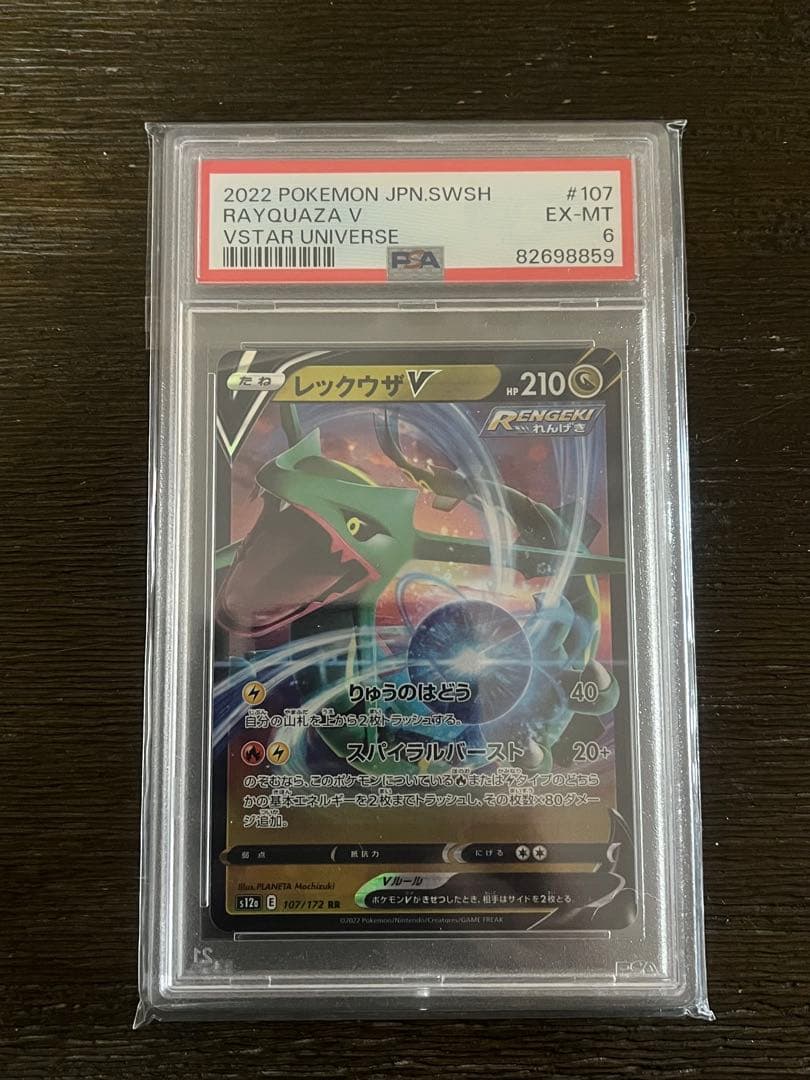 2022 POKEMON JPN.SWSH #107
RAYQUAZA V EX-MT
VSTAR UNIVERSE 6
PSA 82698859
たね レックウザV HP 210
RENGEKI
れんげき
りゅうのはどう 40
自分の山札を上から2枚トラッシュする。
スパイラルバースト 20+
のぞむなら、このポケモンについている または タイプのどちら
かの基本エネルギーを2枚までトラッシュし、その枚数×80ダメー
ジ追加。
弱点 抵抗力 にげる
Illus. PLANETA Mochizuki Vルール
s12a E 107/172 RR ポケモンVがきぜつしたとき、相手はサイドを2枚とる。
©2022 Pokémon/Nintendo/Creatures/GAME FREAK